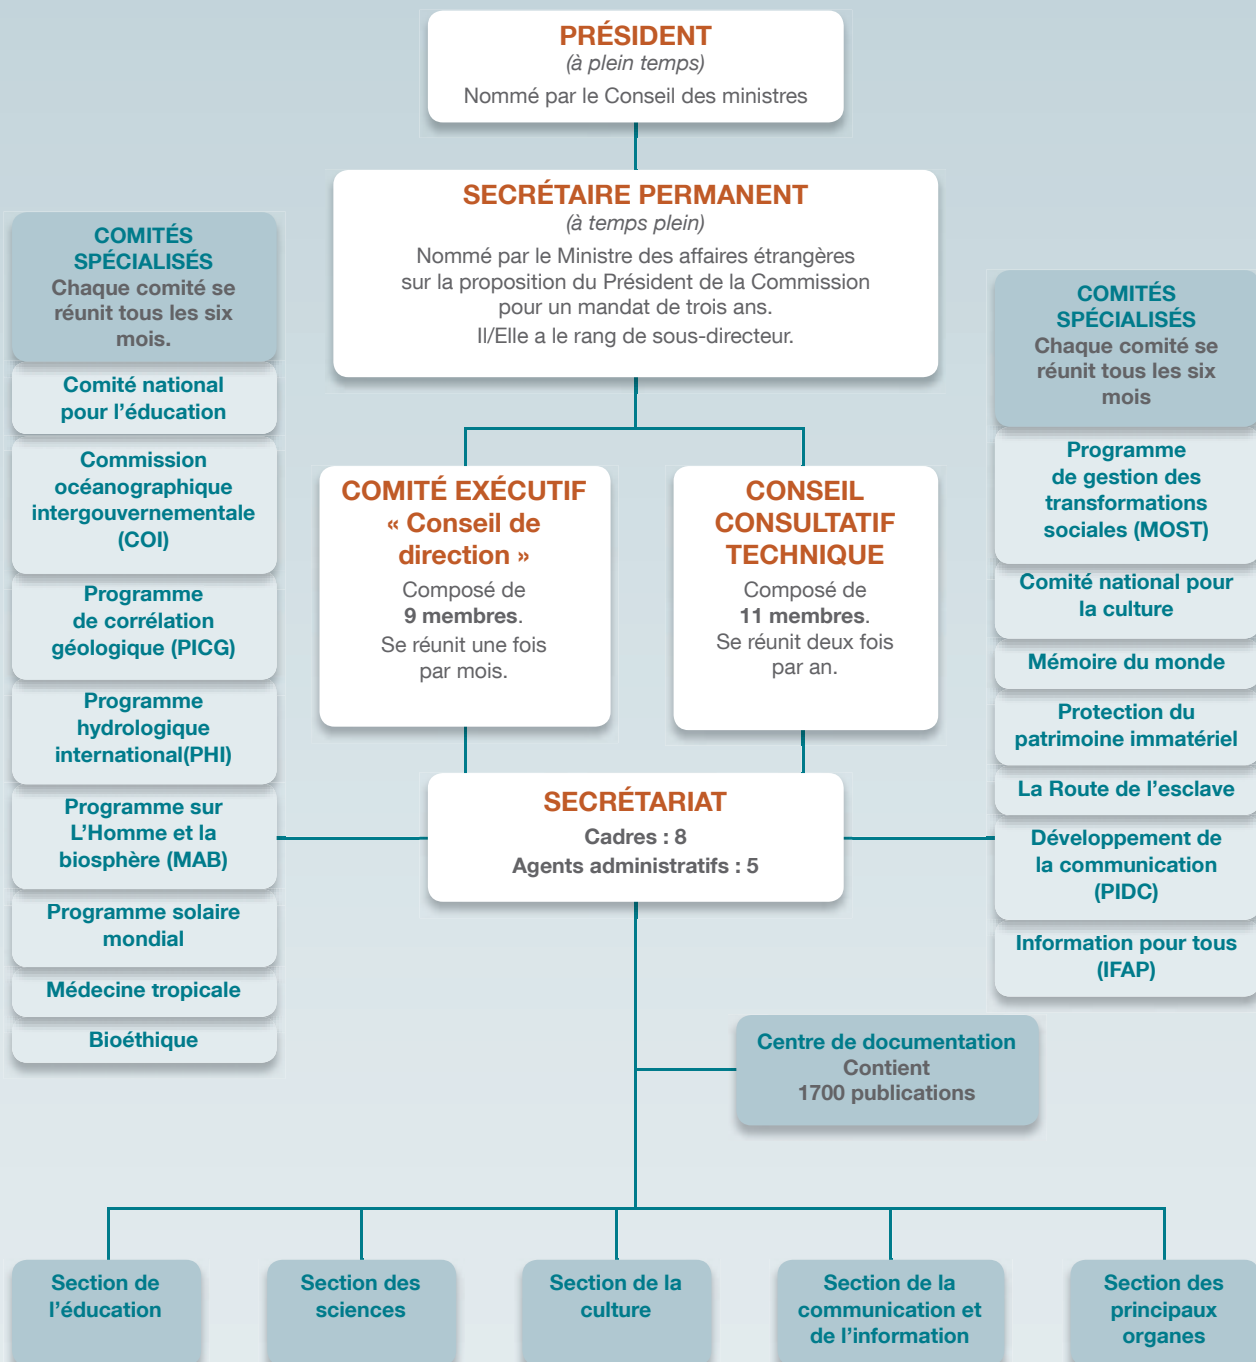 PRÉSIDENT
(à plein temps)
Nommé par le Conseil des ministres
SECRÉTAIRE PERMANENT
(à temps plein)
Nommé par le Ministre des affaires étrangères
sur la proposition du Président de la Commission
pour un mandat de trois ans.
Il/Elle a le rang de sous-directeur.
COMITÉS
SPÉCIALISÉS
Chaque comité se
réunit tous les six
mois.
Comité national
pour l'éducation
Commission
océanographique
intergouvernementale
(COI)
Programme
de corrélation
géologique (PICG)
Programme
hydrologique
international(PHI)
Programme sur
L'Homme et la
biosphère (MAB)
Programme solaire
mondial
Médecine tropicale
Bioéthique
COMITÉ EXÉCUTIF
« Conseil de
direction »
Composé de
9 membres.
Se réunit une fois
par mois.
CONSEIL
CONSULTATIF
TECHNIQUE
Composé de
11 membres.
Se réunit deux fois
par an.
COMITÉS
SPÉCIALISÉS
Chaque comité se
réunit tous les six
mois
Programme
de gestion des
transformations
sociales (MOST)
Comité national pour
la culture
Mémoire du monde
Protection du
patrimoine immatériel
La Route de l'esclave
Développement de
la communication
(PIDC)
Information pour tous
(IFAP)
SECRÉTARIAT
Cadres : 8
Agents administratifs : 5
Centre de documentation
Contient
1700 publications
Section de
l'éducation
Section des
sciences
Section de la
culture
Section de la
communication et
de l'information
Section des
principaux
organes